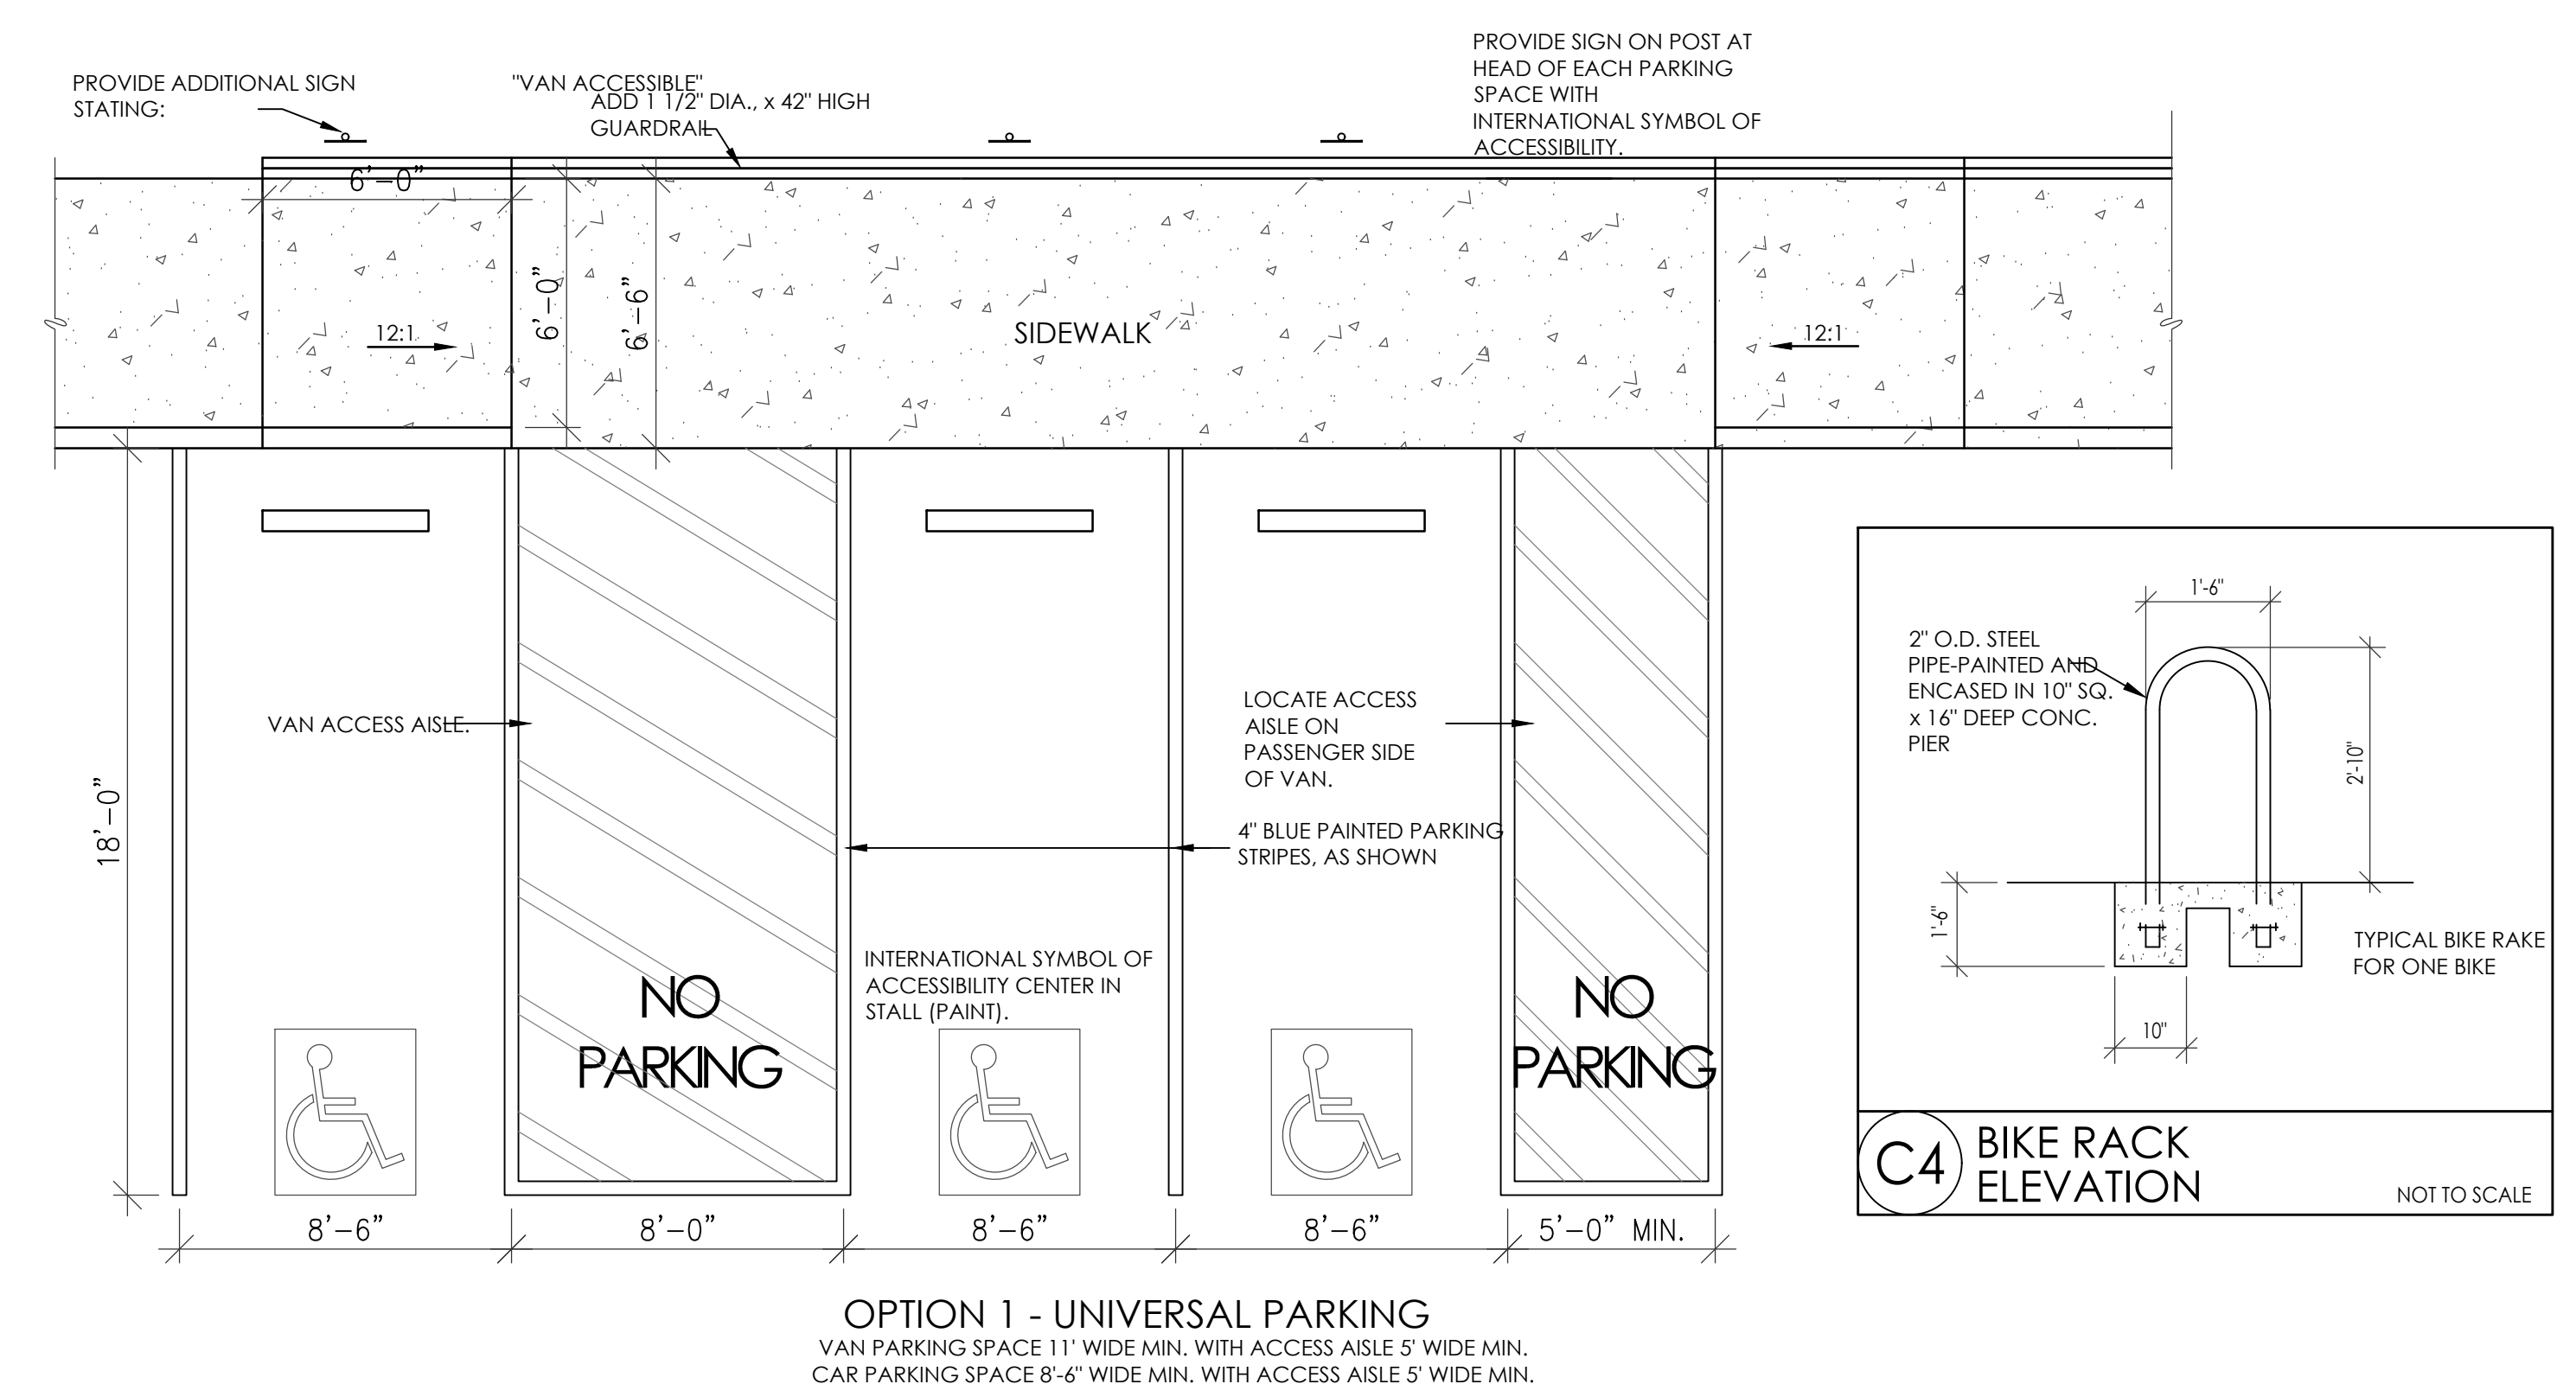 PROVIDE ADDITIONAL SIGN
STATING:
"VAN ACCESSIBLE"
ADD 1 1/2" DIA., x 42" HIGH
GUARDRAIL
PROVIDE SIGN ON POST AT
HEAD OF EACH PARKING
SPACE WITH
INTERNATIONAL SYMBOL OF
ACCESSIBILITY.
6'-0"
6'-0"
6'-6"
12:1
SIDEWALK
12:1
18'-0"
VAN ACCESS AISLE.
LOCATE ACCESS
AISLE ON
PASSENGER SIDE
OF VAN.
4" BLUE PAINTED PARKING
STRIPES, AS SHOWN
INTERNATIONAL SYMBOL OF
ACCESSIBILITY CENTER IN
STALL (PAINT).
NO
PARKING
NO
PARKING
8'-6"
8'-0"
8'-6"
8'-6"
5'-0" MIN.
OPTION 1 - UNIVERSAL PARKING
VAN PARKING SPACE 11' WIDE MIN. WITH ACCESS AISLE 5' WIDE MIN.
CAR PARKING SPACE 8'-6" WIDE MIN. WITH ACCESS AISLE 5' WIDE MIN.
1'-6"
2" O.D. STEEL
PIPE-PAINTED AND
ENCASED IN 10" SQ.
x 16" DEEP CONC.
PIER
2'-10"
1'-6"
10"
TYPICAL BIKE RAKE
FOR ONE BIKE
C4
BIKE RACK
ELEVATION
NOT TO SCALE